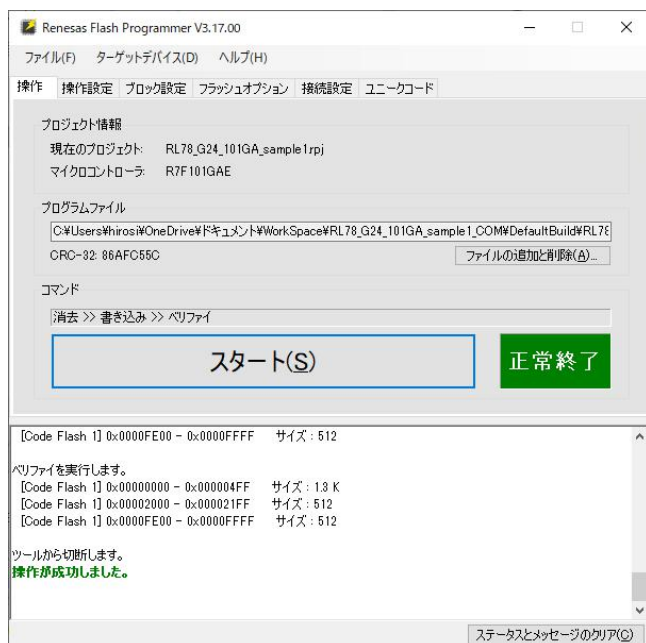 Renesas Flash Programmer V3.17.00
ファイル(F) ターゲットデバイス(D) ヘルプ(H)
操作 操作設定 ブロック設定 フラッシュオプション 接続設定 ユニークコード
プロジェクト情報
現在のプロジェクト: RL78_G24_101GA_sample1.rpj
マイクロコントローラ: R7F101GAE
プログラムファイル
C:¥Users¥hirosi¥OneDrive¥ドキュメント¥WorkSpace¥RL78_G24_101GA_sample1_COM¥DefaultBuild¥RL78
CRC-32: 86AFC55C ファイルの追加と削除(A)...
コマンド
消去 >> 書き込み >> ベリファイ
スタート(S) 正常終了
[Code Flash 1] 0x0000FE00 - 0x0000FFFF サイズ : 512
ベリファイを実行します。
[Code Flash 1] 0x00000000 - 0x000004FF サイズ : 1.3 K
[Code Flash 1] 0x00002000 - 0x000021FF サイズ : 512
[Code Flash 1] 0x0000FE00 - 0x0000FFFF サイズ : 512
ツールから切断します。
操作が成功しました。
ステータスとメッセージのクリア(C)